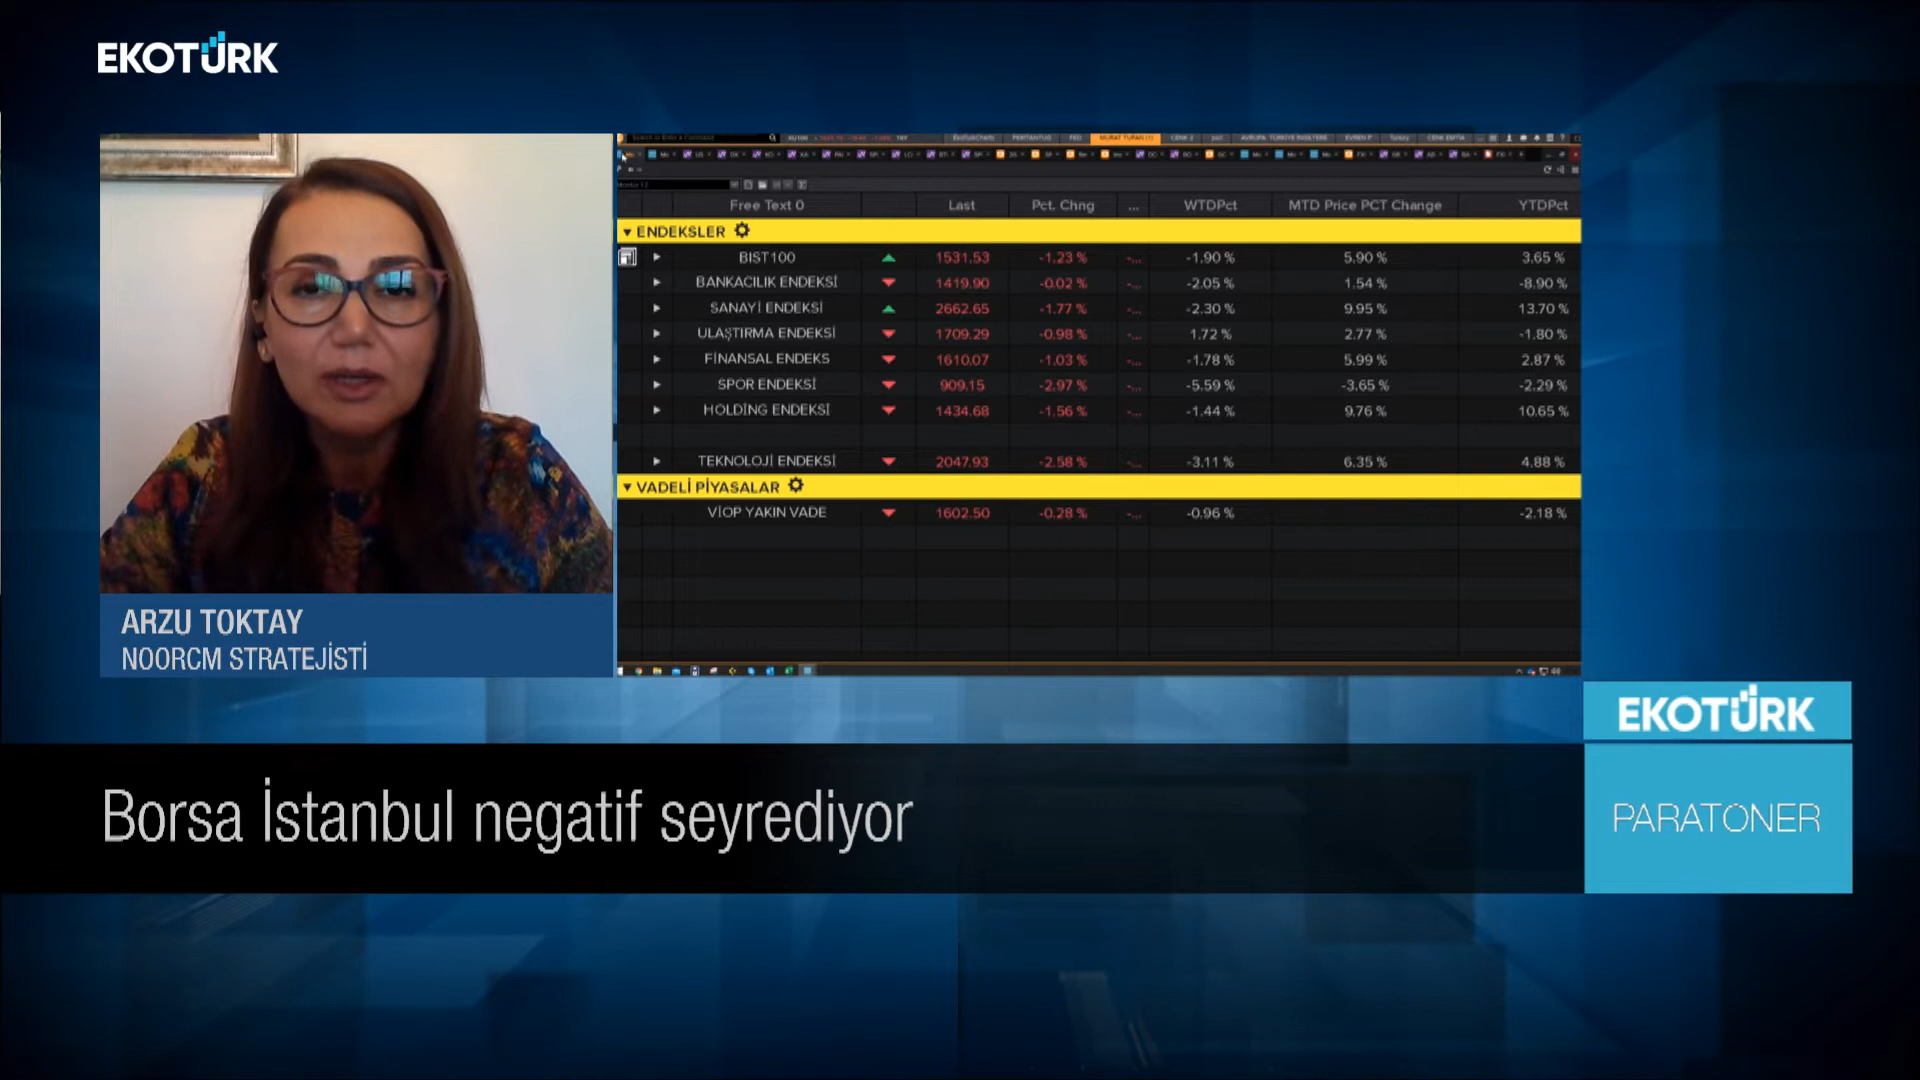 EKOTÜRK
Free Text 0 Last Pct. Chng ... WTDPct MTD Price PCT Change YTDPct
ENDEKSLER
BIST100 1531.53 -1.23 % -... -1.90 % 5.90 % 3.65 %
BANKACILIK ENDEKSİ 1419.90 -0.02 % -... -2.05 % 1.54 % -8.90 %
SANAYİ ENDEKSİ 2662.65 -1.77 % -... -2.30 % 9.95 % 13.70 %
ULAŞTIRMA ENDEKSİ 1709.29 -0.98 % -... 1.72 % 2.77 % -1.80 %
FİNANSAL ENDEKS 1610.07 -1.03 % -... -1.78 % 5.99 % 2.87 %
SPOR ENDEKSİ 909.15 -2.97 % -... -5.59 % -3.65 % -2.29 %
HOLDİNG ENDEKSİ 1434.68 -1.56 % -... -1.44 % 9.76 % 10.65 %
TEKNOLOJİ ENDEKSİ 2047.93 -2.58 % -... -3.11 % 6.35 % 4.88 %
VADELİ PİYASALAR
VİOP YAKIN VADE 1602.50 -0.28 % -... -0.96 % -2.18 %
ARZU TOKTAY
NOORCM STRATEJİSTİ
EKOTÜRK
Borsa İstanbul negatif seyrediyor
PARATONER